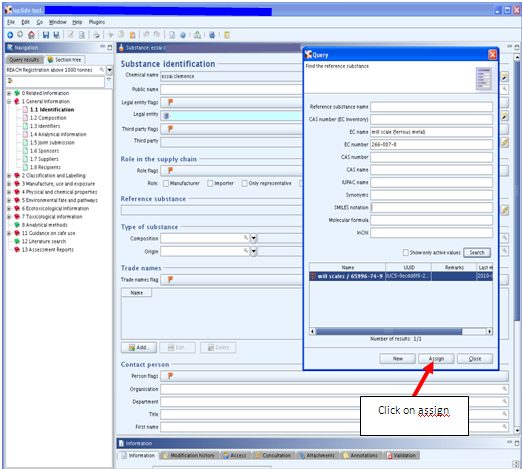 iuclidv-test.
File Edit Go Window Help Plugins
Navigation
Query results Section tree
REACH Registration above 1000 tonnes
0 Related Information
1 General Information
1.1 Identification
1.2 Composition
1.3 Identifiers
1.4 Analytical information
1.5 Joint submission
1.6 Sponsors
1.7 Suppliers
1.8 Recipients
2 Classification and Labelling
3 Manufacture, use and exposure
4 Physical and chemical properties
5 Environmental fate and pathways
6 Ecotoxicological Information
7 Toxicological information
8 Analytical methods
11 Guidance on safe use
12 Literature search
13 Assessment Reports
Substance: essai c
Substance identification
Chemical name essai clemence
Public name
Legal entity flags
Legal entity
Third party flags
Third party
Role in the supply chain
Role flags
Role: Manufacturer Importer Only representative
Reference substance
Type of substance
Composition
Origin
Trade names
Trade names flag
Name
Add... Edit... Delete
Contact person
Person flags
Organisation
Department
Title
First name
Information
Information Modification history Access Consultation Attachments Annotations Validation
Query
Find the reference substance
Reference substance name
CAS number (EC inventory)
EC name mill scale (ferrous metal)
EC number 266-007-8
CAS number
CAS name
IUPAC name
Synonyms
SMILES notation
Molecular formula
InChI
Show only active values Search
Name UUID Remarks Last m
mill scales / 65996-74-9
Number of results: 1/1
New Assign Close
Click on assign